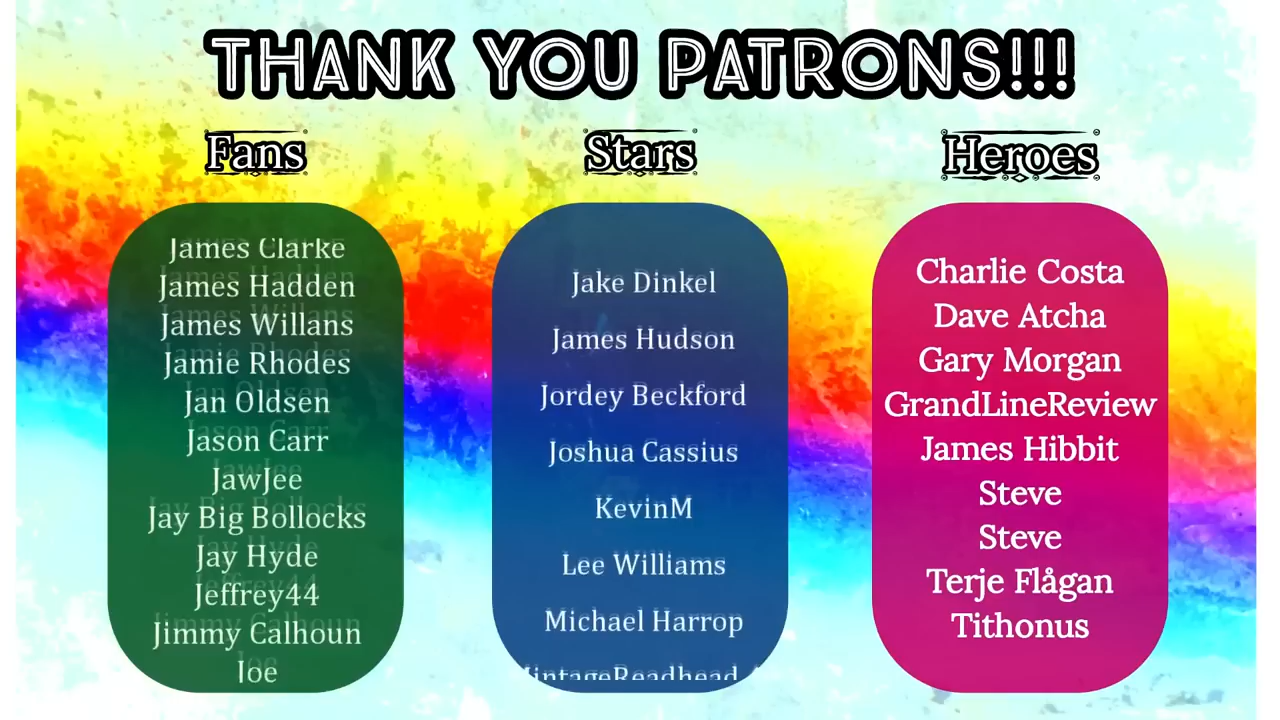 THANK YOU PATRONS!!!
Fans
James Clarke
James Hadden
James Willans
Jamie Rhodes
Jan Oldsen
Jason Carr
JawJee
Jay Big Bollocks
Jay Hyde
Jeffrey44
Jimmy Calhoun
Joe
Stars
Jake Dinkel
James Hudson
Jordey Beckford
Joshua Cassius
KevinM
Lee Williams
Michael Harrop
Heroes
Charlie Costa
Dave Atcha
Gary Morgan
GrandLineReview
James Hibbit
Steve
Steve
Terje Flågan
Tithonus